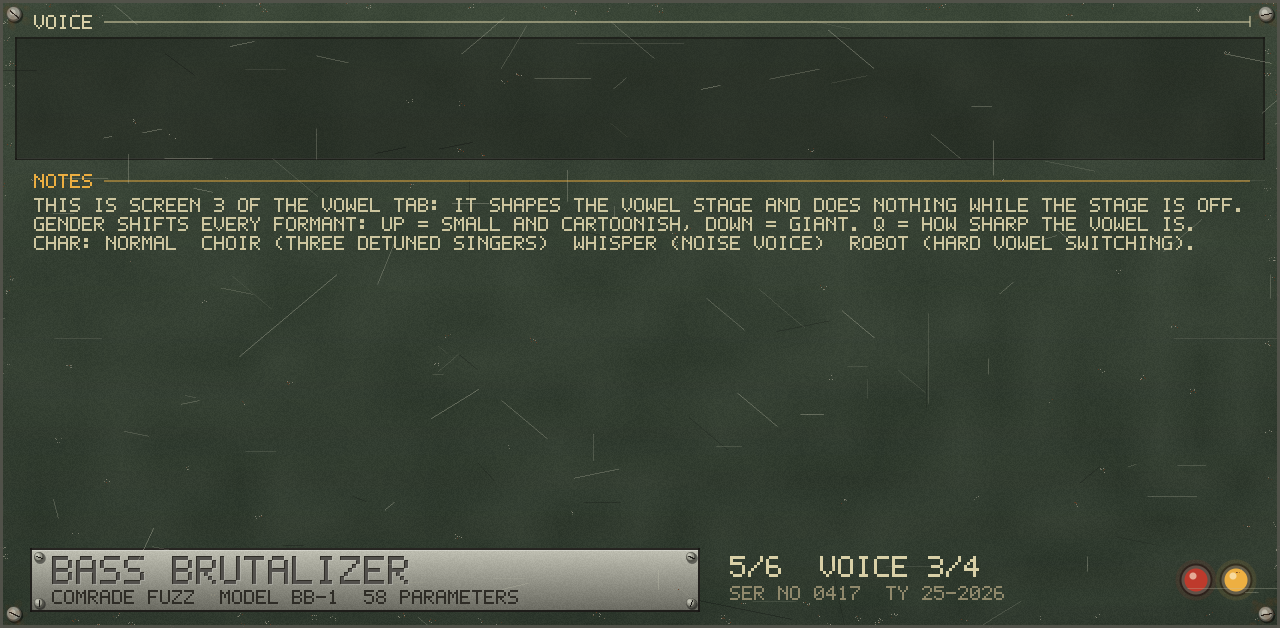 VOICE
NOTES
THIS IS SCREEN 3 OF THE VOWEL TAB: IT SHAPES THE VOWEL STAGE AND DOES NOTHING WHILE THE STAGE IS OFF.
GENDER SHIFTS EVERY FORMANT: UP = SMALL AND CARTOONISH, DOWN = GIANT. Q = HOW SHARP THE VOWEL IS.
CHAR: NORMAL  CHOIR (THREE DETUNED SINGERS)  WHISPER (NOISE VOICE)  ROBOT (HARD VOWEL SWITCHING).
BASS BRUTALIZER
COMRADE FUZZ  MODEL BB-1  58 PARAMETERS
5/6  VOICE 3/4
SER NO 0417  TY 25-2026